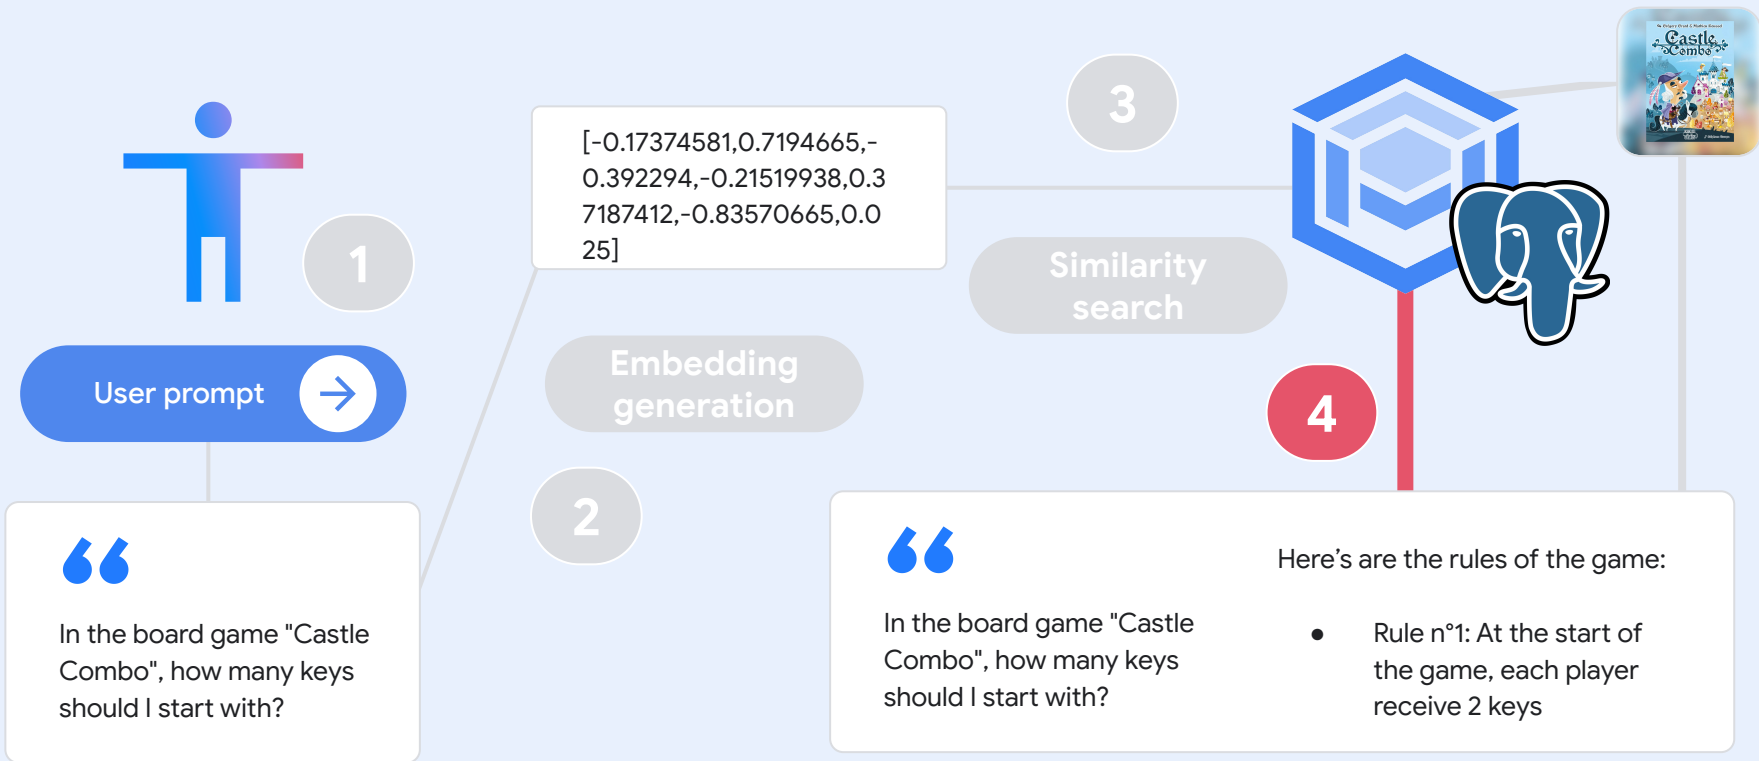 1
User prompt
In the board game "Castle
Combo", how many keys
should I start with?
[-0.17374581,0.7194665,-
0.392294,-0.21519938,0.3
7187412,-0.83570665,0.0
25]
Embedding
generation
2
3
Similarity
search
Castle
Combo
4
In the board game "Castle
Combo", how many keys
should I start with?
Here’s are the rules of the game:
● Rule n°1: At the start of
the game, each player
receive 2 keys